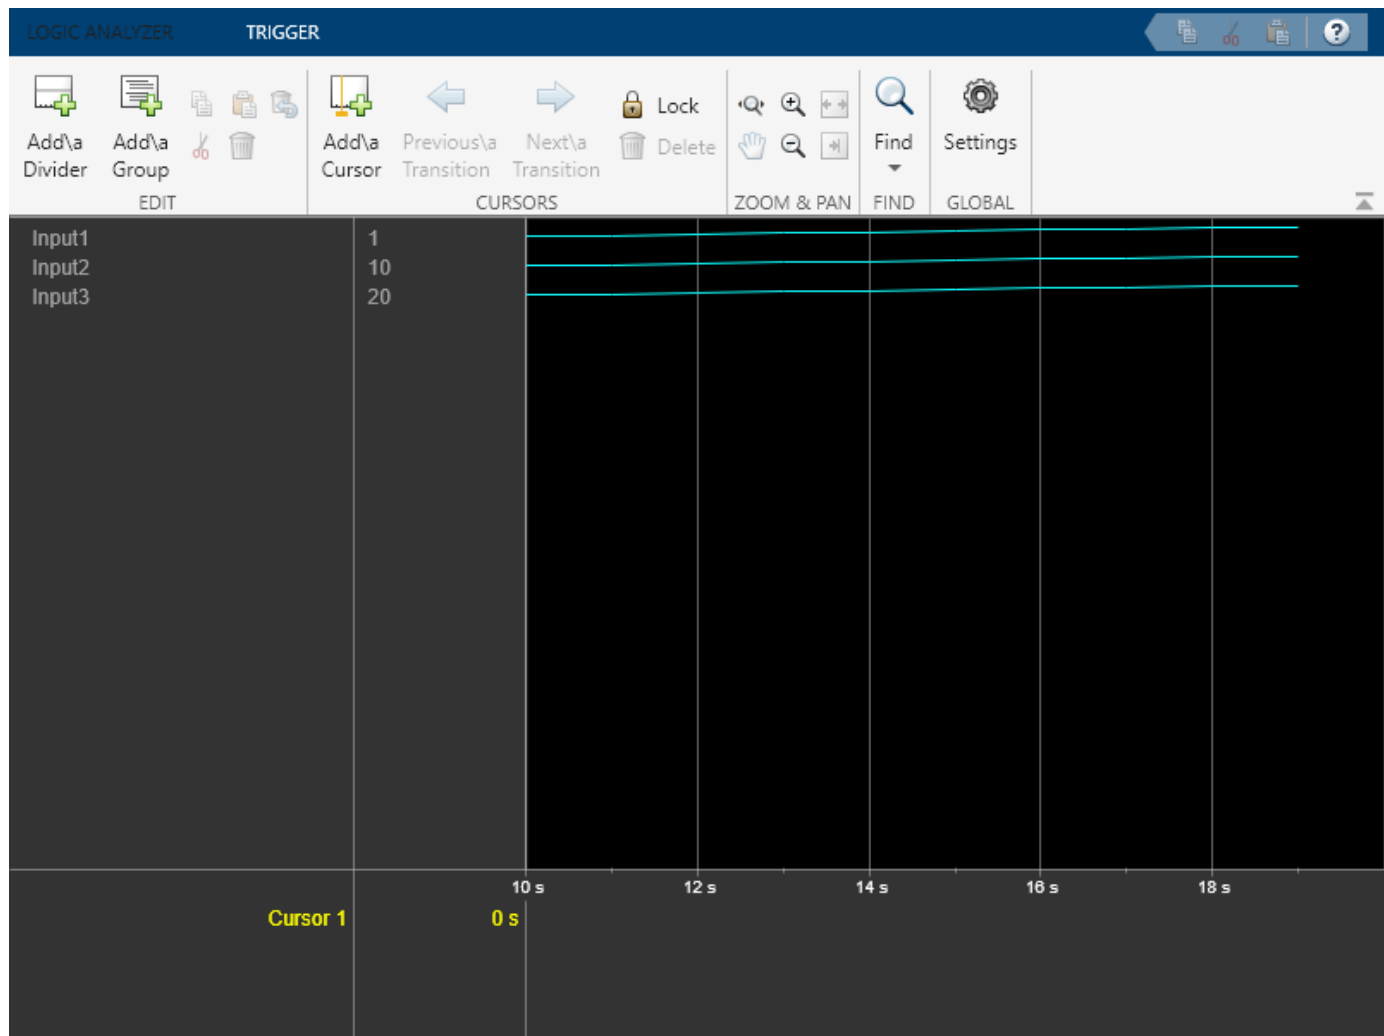 LOGIC ANALYZER TRIGGER ?
Add\a Add\a Add\a Previous\a Next\a Lock Find Settings
Divider Group Cursor Transition Transition Delete
EDIT CURSORS ZOOM & PAN FIND GLOBAL
Input1 1
Input2 10
Input3 20
10 s 12 s 14 s 16 s 18 s
Cursor 1 0 s